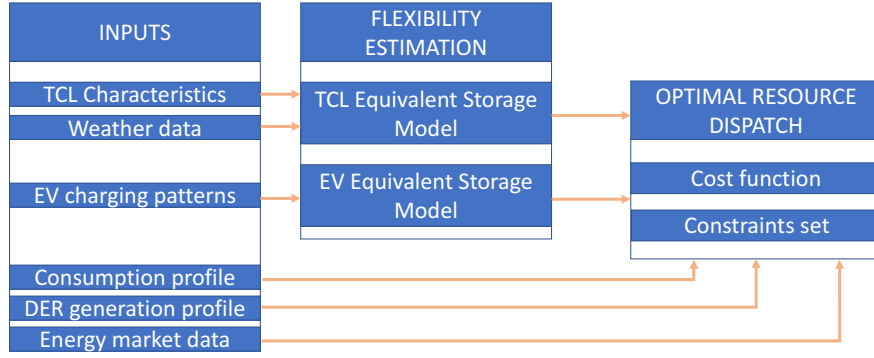 INPUTS
TCL Characteristics
Weather data
EV charging patterns
Consumption profile
DER generation profile
Energy market data
FLEXIBILITY
ESTIMATION
TCL Equivalent Storage
Model
EV Equivalent Storage
Model
OPTIMAL RESOURCE
DISPATCH
Cost function
Constraints set